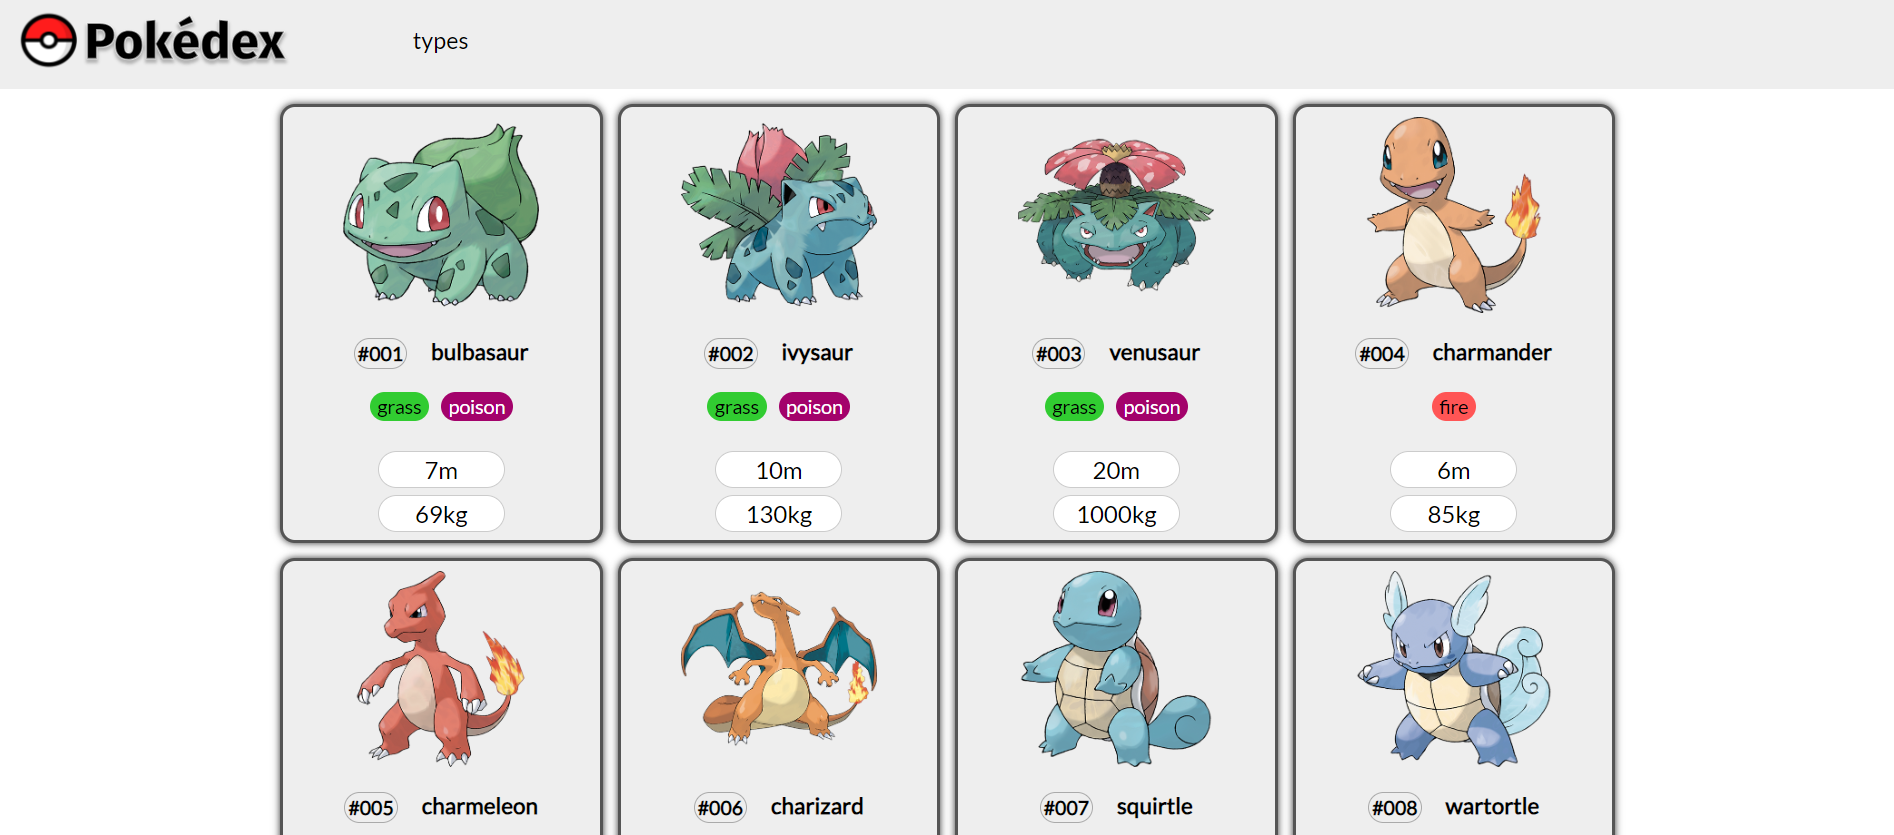 Pokédex types
#001 bulbasaur
grass poison
7m
69kg
#002 ivysaur
grass poison
10m
130kg
#003 venusaur
grass poison
20m
1000kg
#004 charmander
fire
6m
85kg
#005 charmeleon
#006 charizard
#007 squirtle
#008 wartortle